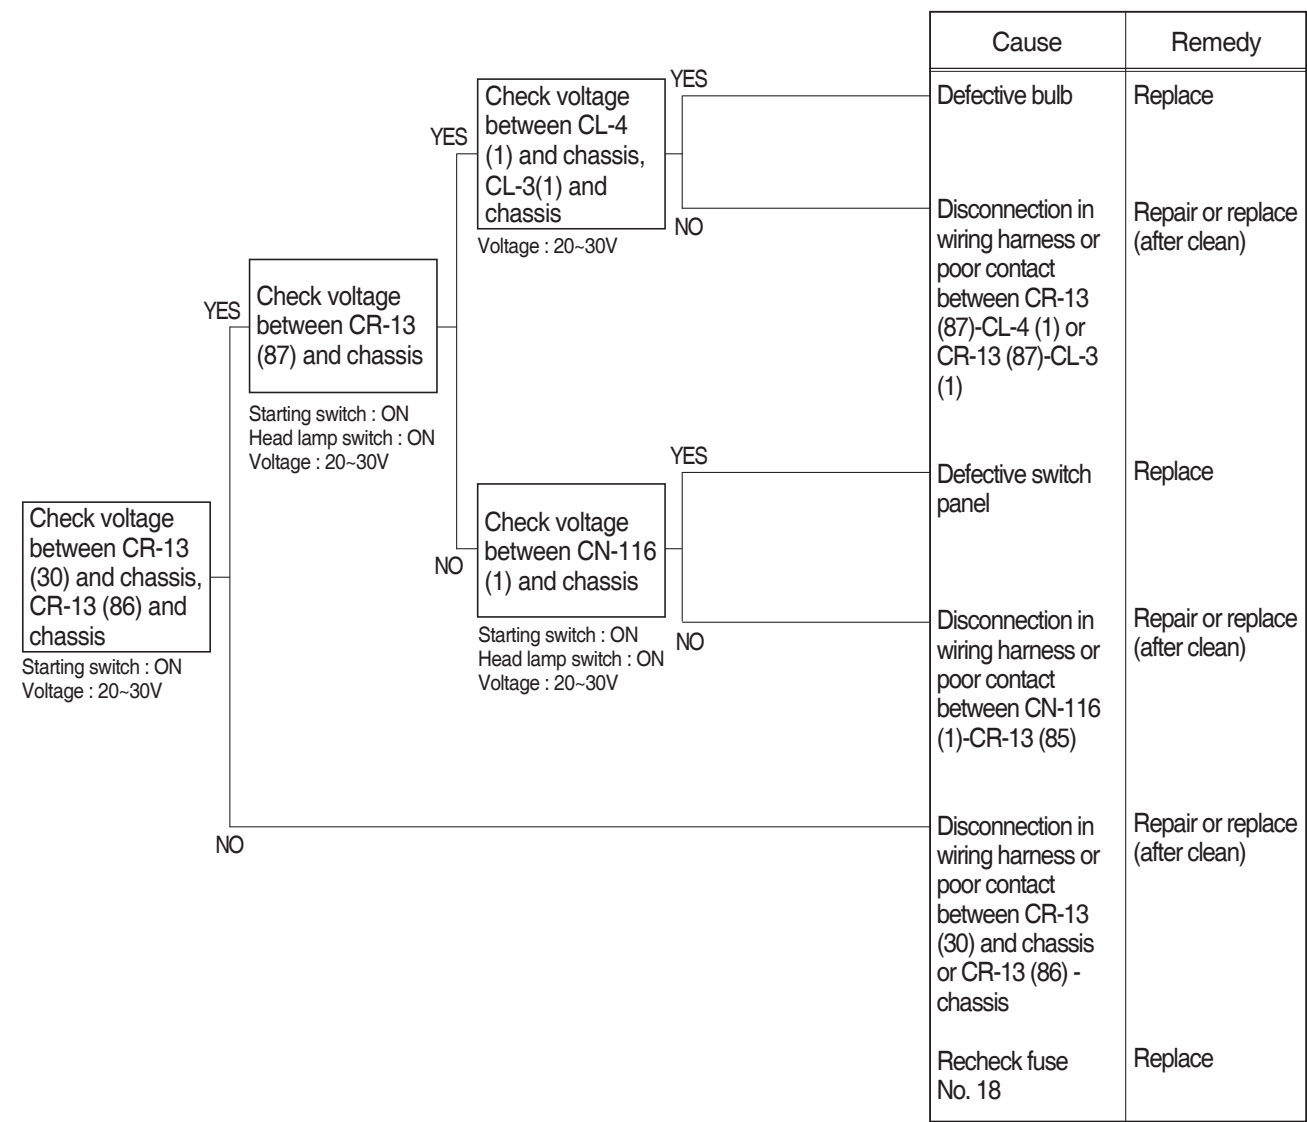 Cause
Remedy
YES
Check voltage
between CL-4
(1) and chassis,
CL-3(1) and
chassis
Voltage : 20~30V
YES
NO
Defective bulb
Replace
Disconnection in
wiring harness or
poor contact
between CR-13
(87)-CL-4 (1) or
CR-13 (87)-CL-3
(1)
Repair or replace
(after clean)
YES
Check voltage
between CR-13
(87) and chassis
Starting switch : ON
Head lamp switch : ON
Voltage : 20~30V
NO
Check voltage
between CN-116
(1) and chassis
Starting switch : ON
Head lamp switch : ON
Voltage : 20~30V
YES
NO
Defective switch
panel
Replace
Disconnection in
wiring harness or
poor contact
between CN-116
(1)-CR-13 (85)
Repair or replace
(after clean)
Check voltage
between CR-13
(30) and chassis,
CR-13 (86) and
chassis
Starting switch : ON
Voltage : 20~30V
NO
Disconnection in
wiring harness or
poor contact
between CR-13
(30) and chassis
or CR-13 (86) -
chassis
Repair or replace
(after clean)
Recheck fuse
No. 18
Replace